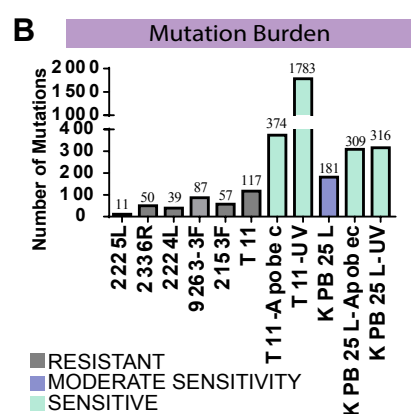 B
Mutation Burden
Number of Mutations
2000
1500
1000
400
300
200
100
0
11
50
39
87
57
117
374
1783
181
309
316
2225L
2336R
2224L
9263-3F
2153F
T11
T11-Apobec
T11-UV
KPB25L
KPB25L-Apobec
KPB25L-UV
RESISTANT
MODERATE SENSITIVITY
SENSITIVE